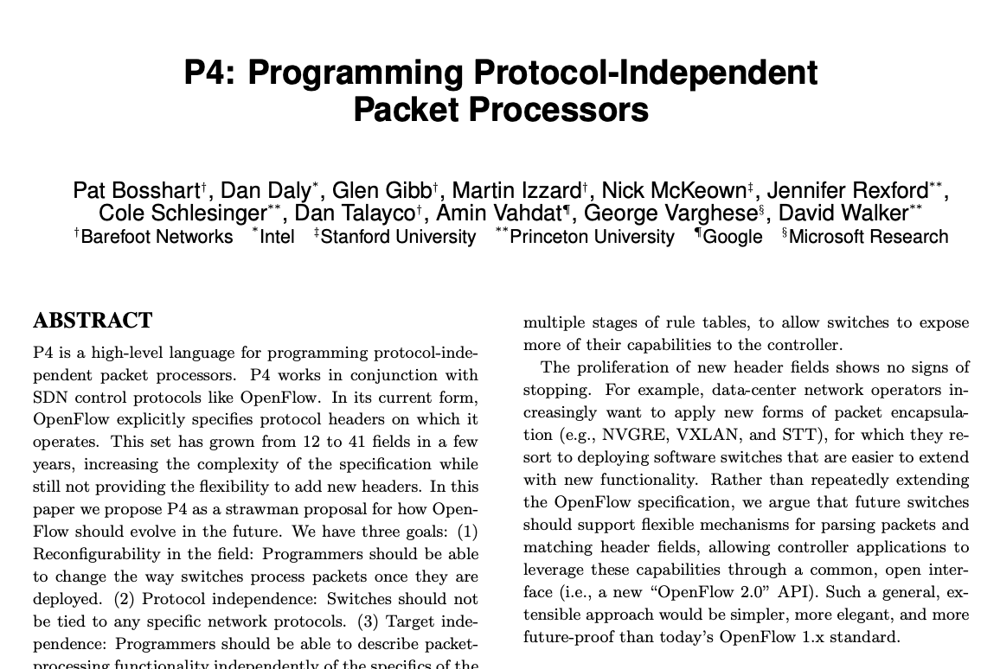 P4: Programming Protocol-Independent
Packet Processors
Pat Bosshart†, Dan Daly*, Glen Gibb†, Martin Izzard†, Nick McKeown‡, Jennifer Rexford**,
Cole Schlesinger**, Dan Talayco†, Amin Vahdat¶, George Varghese§, David Walker**
†Barefoot Networks *Intel ‡Stanford University **Princeton University ¶Google §Microsoft Research
ABSTRACT
P4 is a high-level language for programming protocol-inde-
pendent packet processors. P4 works in conjunction with
SDN control protocols like OpenFlow. In its current form,
OpenFlow explicitly specifies protocol headers on which it
operates. This set has grown from 12 to 41 fields in a few
years, increasing the complexity of the specification while
still not providing the flexibility to add new headers. In this
paper we propose P4 as a strawman proposal for how Open-
Flow should evolve in the future. We have three goals: (1)
Reconfigurability in the field: Programmers should be able
to change the way switches process packets once they are
deployed. (2) Protocol independence: Switches should not
be tied to any specific network protocols. (3) Target inde-
pendence: Programmers should be able to describe packet-
processing functionality independently of the specifics of the
multiple stages of rule tables, to allow switches to expose
more of their capabilities to the controller.
The proliferation of new header fields shows no signs of
stopping. For example, data-center network operators in-
creasingly want to apply new forms of packet encapsula-
tion (e.g., NVGRE, VXLAN, and STT), for which they re-
sort to deploying software switches that are easier to extend
with new functionality. Rather than repeatedly extending
the OpenFlow specification, we argue that future switches
should support flexible mechanisms for parsing packets and
matching header fields, allowing controller applications to
leverage these capabilities through a common, open inter-
face (i.e., a new “OpenFlow 2.0” API). Such a general, ex-
tensible approach would be simpler, more elegant, and more
future-proof than today’s OpenFlow 1.x standard.